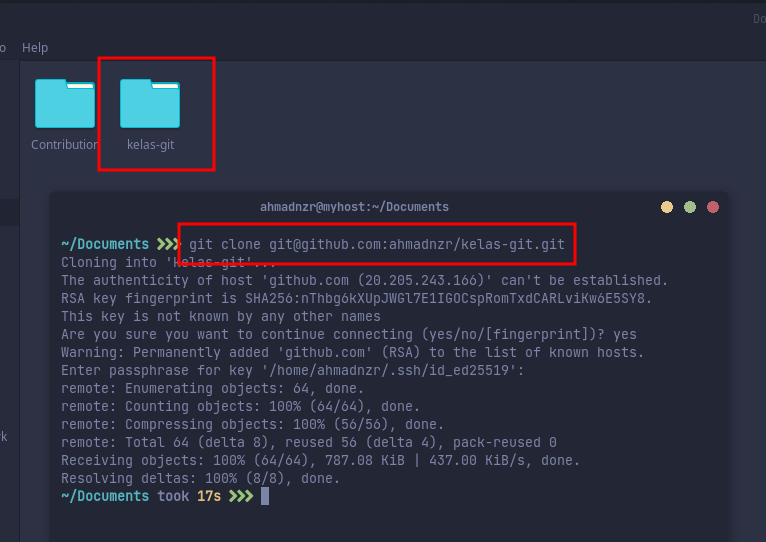 Do
o Help
Contribution
kelas-git
ahmadnzr@myhost:~/Documents
~/Documents ❯❯❯ git clone git@github.com:ahmadnzr/kelas-git.git
Cloning into 'kelas-git'...
The authenticity of host 'github.com (20.205.243.166)' can't be established.
RSA key fingerprint is SHA256:nThbg6kXUpJWGl7E1IGOCspRomTxdCARLviKw6E5SY8.
This key is not known by any other names
Are you sure you want to continue connecting (yes/no/[fingerprint])? yes
Warning: Permanently added 'github.com' (RSA) to the list of known hosts.
Enter passphrase for key '/home/ahmadnzr/.ssh/id_ed25519':
remote: Enumerating objects: 64, done.
remote: Counting objects: 100% (64/64), done.
remote: Compressing objects: 100% (56/56), done.
remote: Total 64 (delta 8), reused 56 (delta 4), pack-reused 0
rk
Receiving objects: 100% (64/64), 787.08 KiB | 437.00 KiB/s, done.
Resolving deltas: 100% (8/8), done.
~/Documents took 17s ❯❯❯